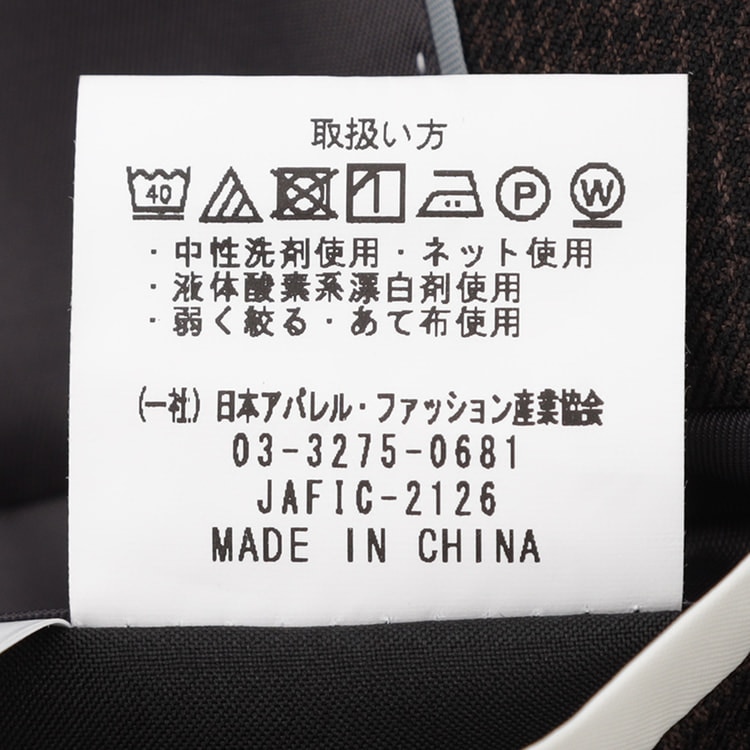 取扱い方
40 P W
・中性洗剤使用・ネット使用
・液体酸素系漂白剤使用
・弱く絞る・あて布使用
(一社)日本アパレル・ファッション産業協会
03-3275-0681
JAFIC-2126
MADE IN CHINA